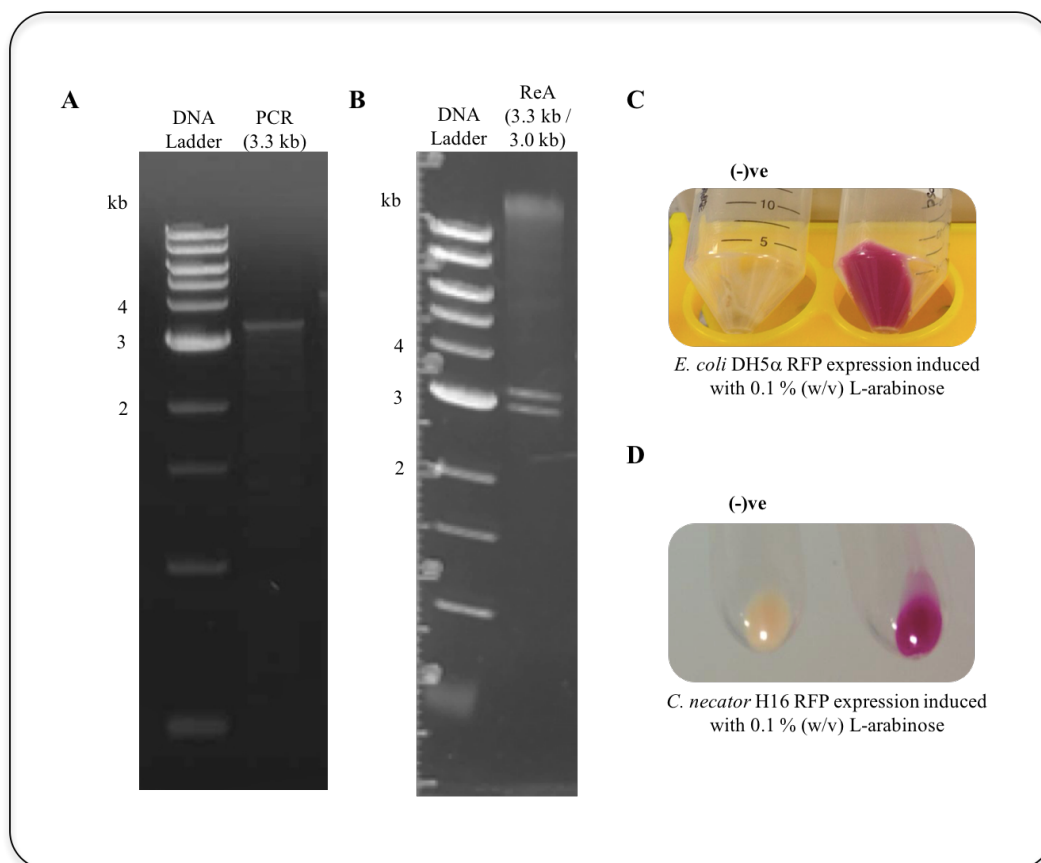 A
DNA
Ladder
PCR
(3.3 kb)
kb
4
3
2
B
DNA
Ladder
ReA
(3.3 kb /
3.0 kb)
kb
4
3
2
C
(-)ve
10
5
E. coli DH5α RFP expression induced
with 0.1 % (w/v) L-arabinose
D
(-)ve
C. necator H16 RFP expression induced
with 0.1 % (w/v) L-arabinose